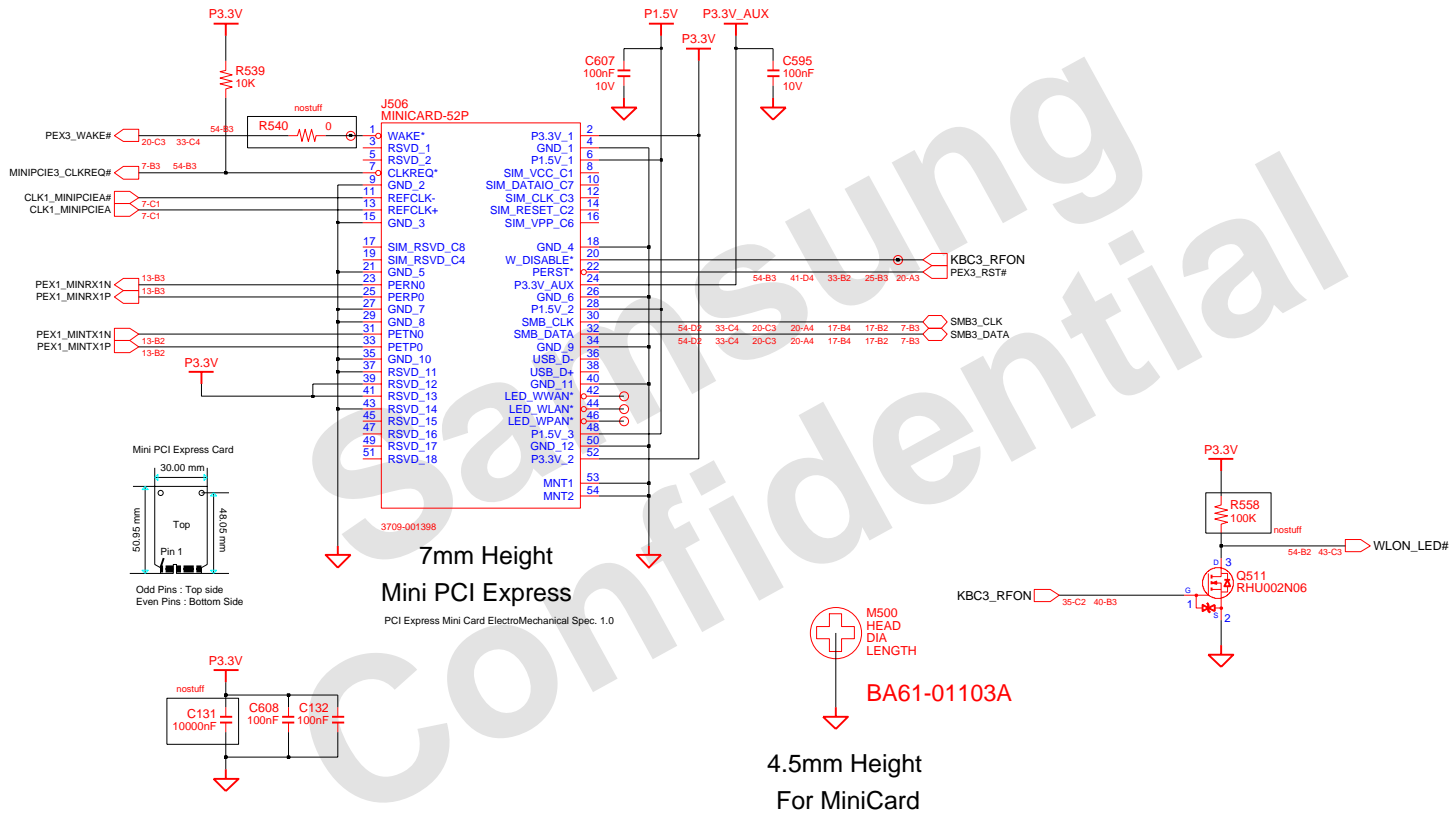 P3.3V
R539
10K
nostuff
R540 0
PEX3_WAKE#
54-B3
20-C3 33-C4
MINIPCIE3_CLKREQ#
7-B3 54-B3
CLK1_MINIPCIEA#
7-C1
CLK1_MINIPCIEA
7-C1
PEX1_MINRX1N
13-B3
PEX1_MINRX1P
13-B3
PEX1_MINTX1N
13-B2
PEX1_MINTX1P
13-B2
P3.3V
J506
MINICARD-52P
1 WAKE*
3 RSVD_1
5 RSVD_2
7 CLKREQ*
9 GND_2
11 REFCLK-
13 REFCLK+
15 GND_3
17 SIM_RSVD_C8
19 SIM_RSVD_C4
21 GND_5
23 PERN0
25 PERP0
27 GND_7
29 GND_8
31 PETN0
33 PETP0
35 GND_10
37 RSVD_11
39 RSVD_12
41 RSVD_13
43 RSVD_14
45 RSVD_15
47 RSVD_16
49 RSVD_17
51 RSVD_18
P3.3V_1 2
GND_1 4
P1.5V_1 6
SIM_VCC_C1 8
SIM_DATAIO_C7 10
SIM_CLK_C3 12
SIM_RESET_C2 14
SIM_VPP_C6 16
GND_4 18
W_DISABLE* 20
PERST* 22
P3.3V_AUX 24
GND_6 26
P1.5V_2 28
SMB_CLK 30
SMB_DATA 32
GND_9 34
USB_D- 36
USB_D+ 38
GND_11 40
LED_WWAN* 42
LED_WLAN* 44
LED_WPAN* 46
P1.5V_3 48
GND_12 50
P3.3V_2 52
MNT1 53
MNT2 54
3709-001398
P1.5V
P3.3V
P3.3V_AUX
C607
100nF
10V
C595
100nF
10V
KBC3_RFON
PEX3_RST#
54-B3 41-D4 33-B2 25-B3 20-A3
SMB3_CLK
54-D2 33-C4 20-C3 20-A4 17-B4 17-B2 7-B3
SMB3_DATA
54-D2 33-C4 20-C3 20-A4 17-B4 17-B2 7-B3
7mm Height
Mini PCI Express
PCI Express Mini Card ElectroMechanical Spec. 1.0
Mini PCI Express Card
30.00 mm
50.95 mm
48.05 mm
Top
Pin 1
Odd Pins : Top side
Even Pins : Bottom Side
P3.3V
nostuff
C131
10000nF
C608
100nF
C132
100nF
M500
HEAD
DIA
LENGTH
BA61-01103A
4.5mm Height
For MiniCard
P3.3V
R558
100K
nostuff
WLON_LED#
54-B2 43-C3
D 3
Q511
RHU002N06
KBC3_RFON
35-C2 40-B3
G
1
S
2
Samsung
Confidential